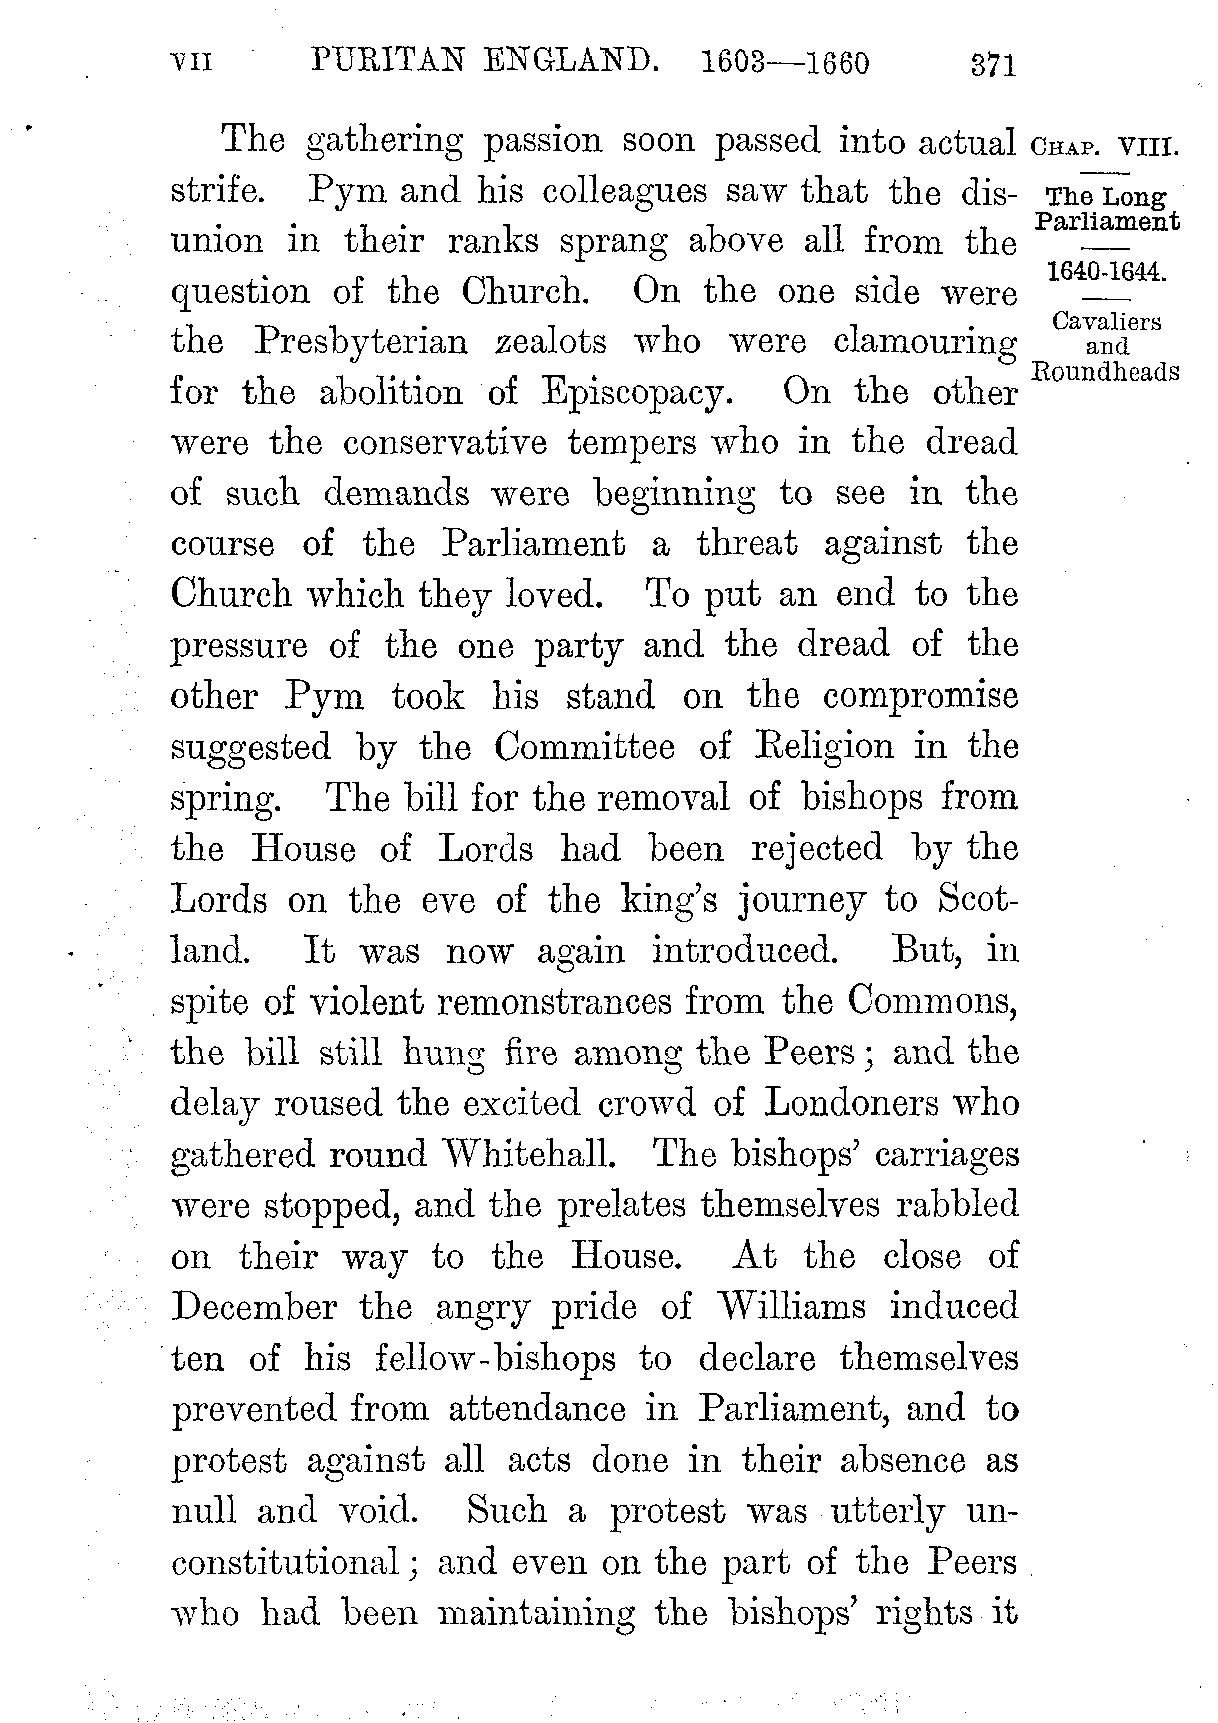 VII PURITAN ENGLAND. 1603—1660 371
The gathering passion soon passed into actual
strife. Pym and his colleagues saw that the dis-
union in their ranks sprang above all from the
question of the Church. On the one side were
the Presbyterian zealots who were clamouring
for the abolition of Episcopacy. On the other
were the conservative tempers who in the dread
of such demands were beginning to see in the
course of the Parliament a threat against the
Church which they loved. To put an end to the
pressure of the one party and the dread of the
other Pym took his stand on the compromise
suggested by the Committee of Religion in the
spring. The bill for the removal of bishops from
the House of Lords had been rejected by the
Lords on the eve of the king's journey to Scot-
land. It was now again introduced. But, in
spite of violent remonstrances from the Commons,
the bill still hung fire among the Peers; and the
delay roused the excited crowd of Londoners who
gathered round Whitehall. The bishops' carriages
were stopped, and the prelates themselves rabbled
on their way to the House. At the close of
December the angry pride of Williams induced
ten of his fellow-bishops to declare themselves
prevented from attendance in Parliament, and to
protest against all acts done in their absence as
null and void. Such a protest was utterly un-
constitutional; and even on the part of the Peers
who had been maintaining the bishops' rights it
CHAP. VIII.
The Long
Parliament
1640-1644.
Cavaliers
and
Roundheads